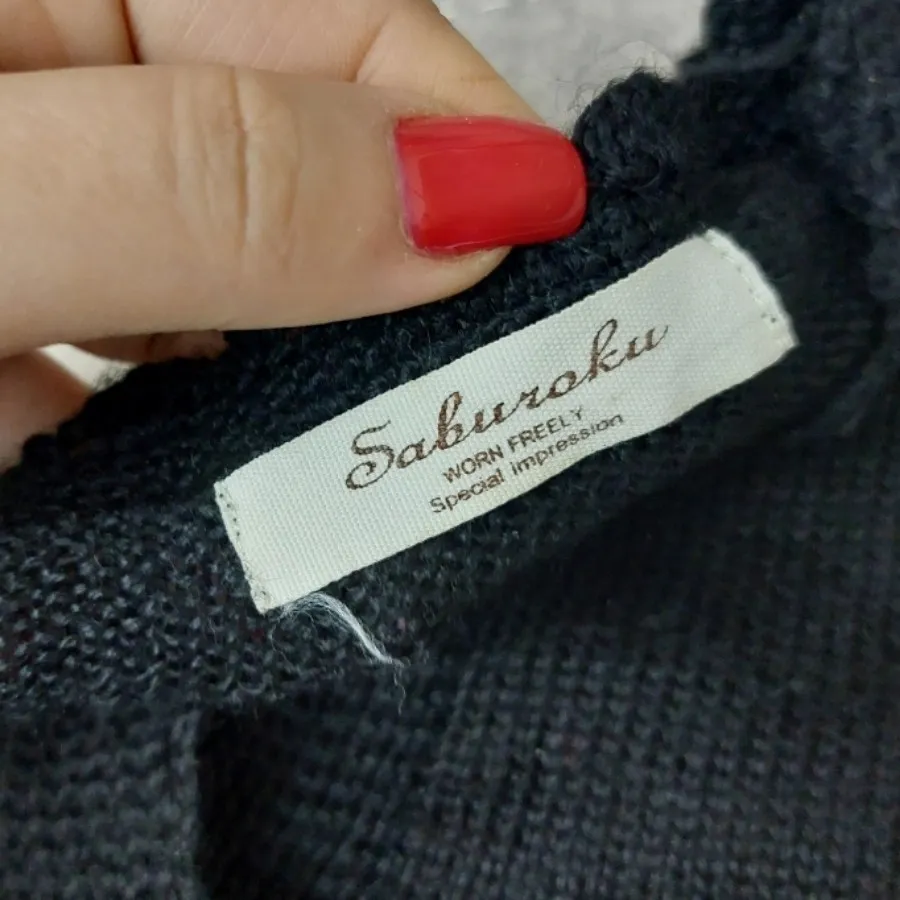 Saburoku
WORN FREELY
Special impression